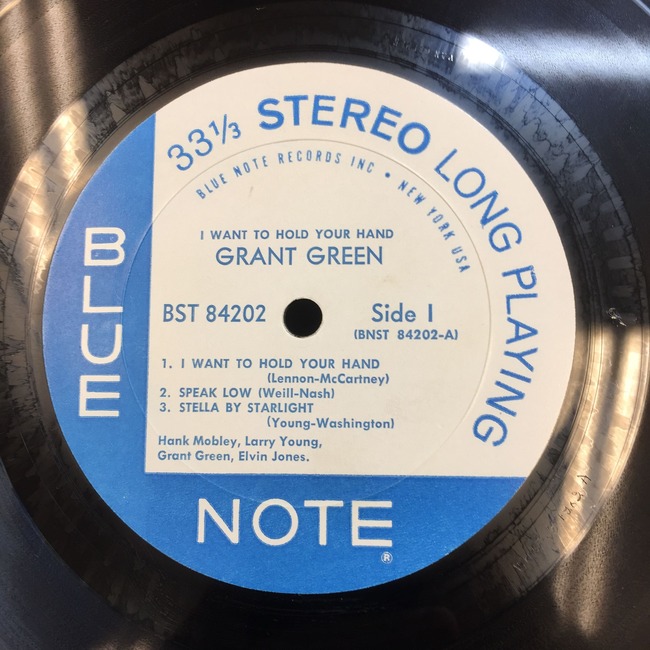 33⅓ STEREO LONG PLAYING
BLUE NOTE RECORDS INC • NEW YORK USA
I WANT TO HOLD YOUR HAND
GRANT GREEN
BST 84202
Side 1
(BNST 84202-A)
1. I WANT TO HOLD YOUR HAND
(Lennon-McCartney)
2. SPEAK LOW (Weill-Nash)
3. STELLA BY STARLIGHT
(Young-Washington)
Hank Mobley, Larry Young,
Grant Green, Elvin Jones.
BLUE
NOTE
®